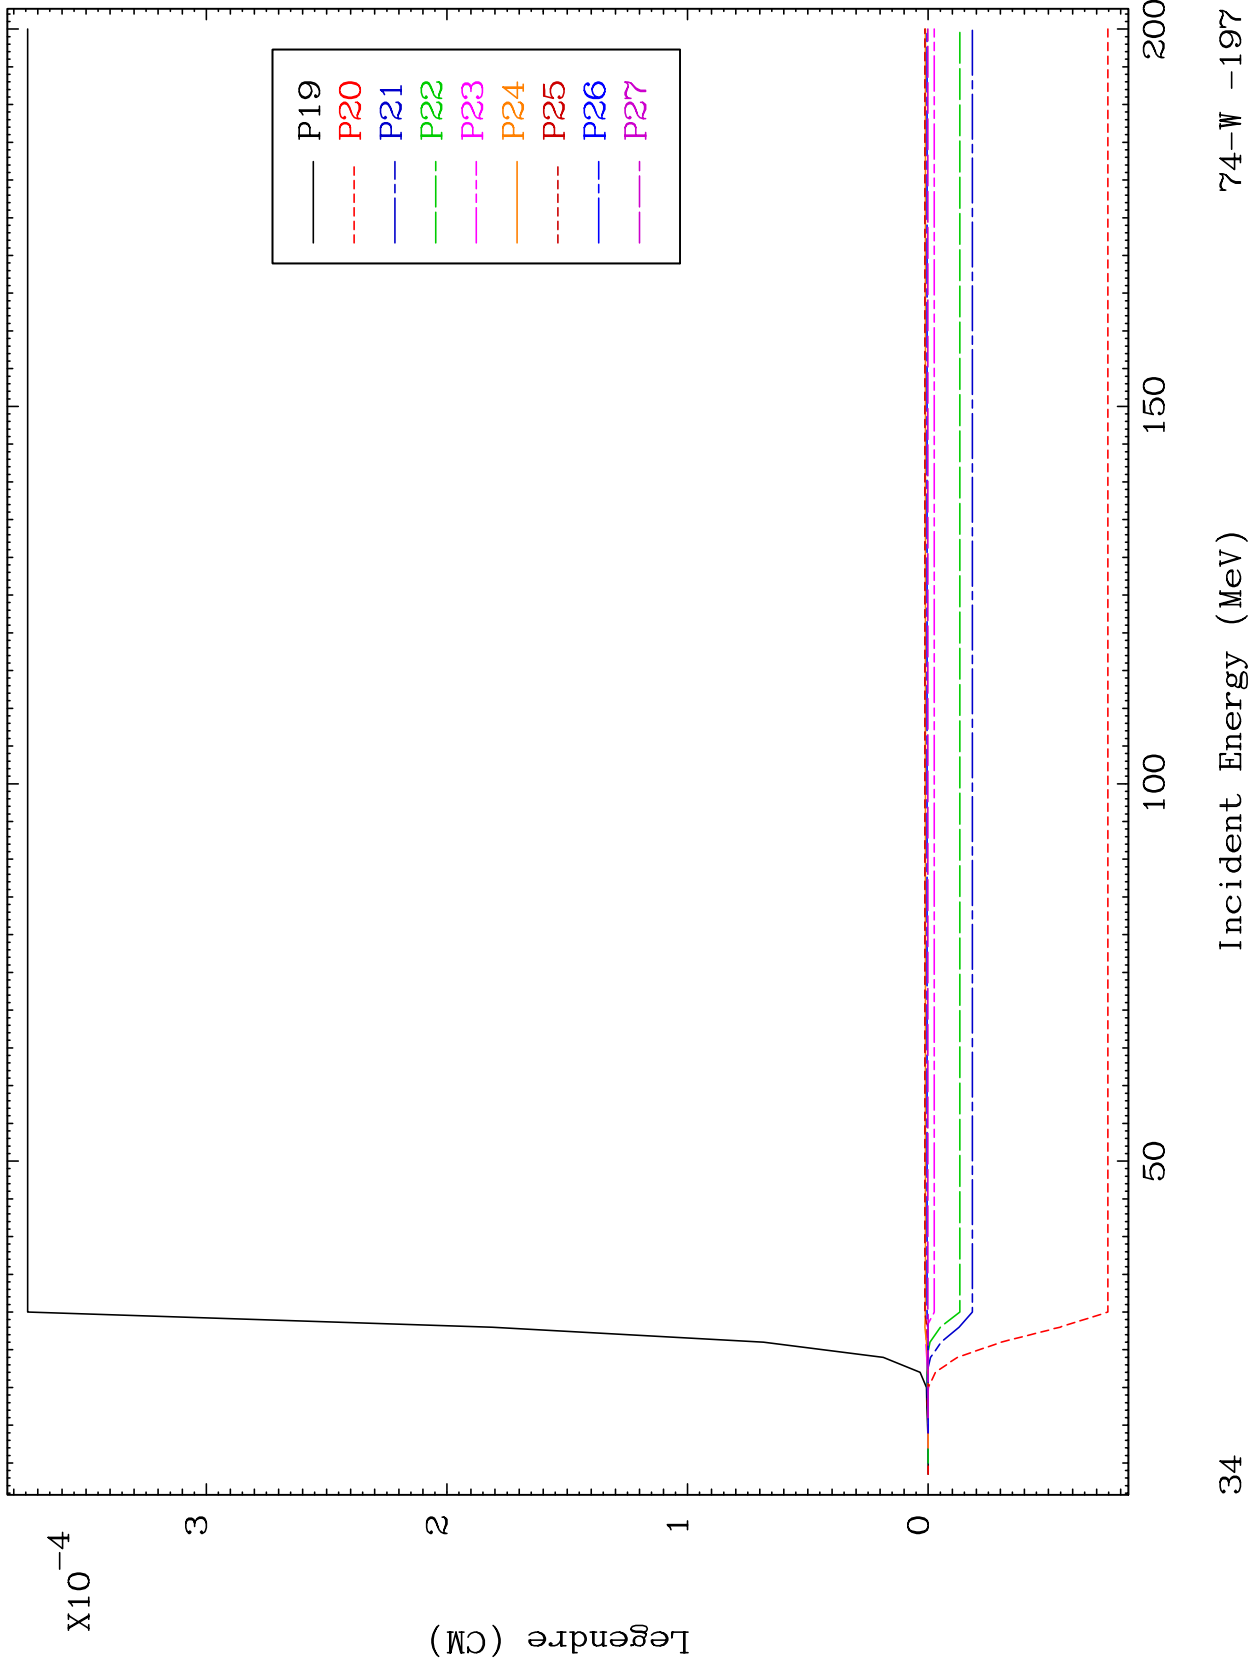 X10-4
3
2
1
0
Legendre (CM)
P19
P20
P21
P22
P23
P24
P25
P26
P27
50
100
150
200
Incident Energy (MeV)
34
74-W -197